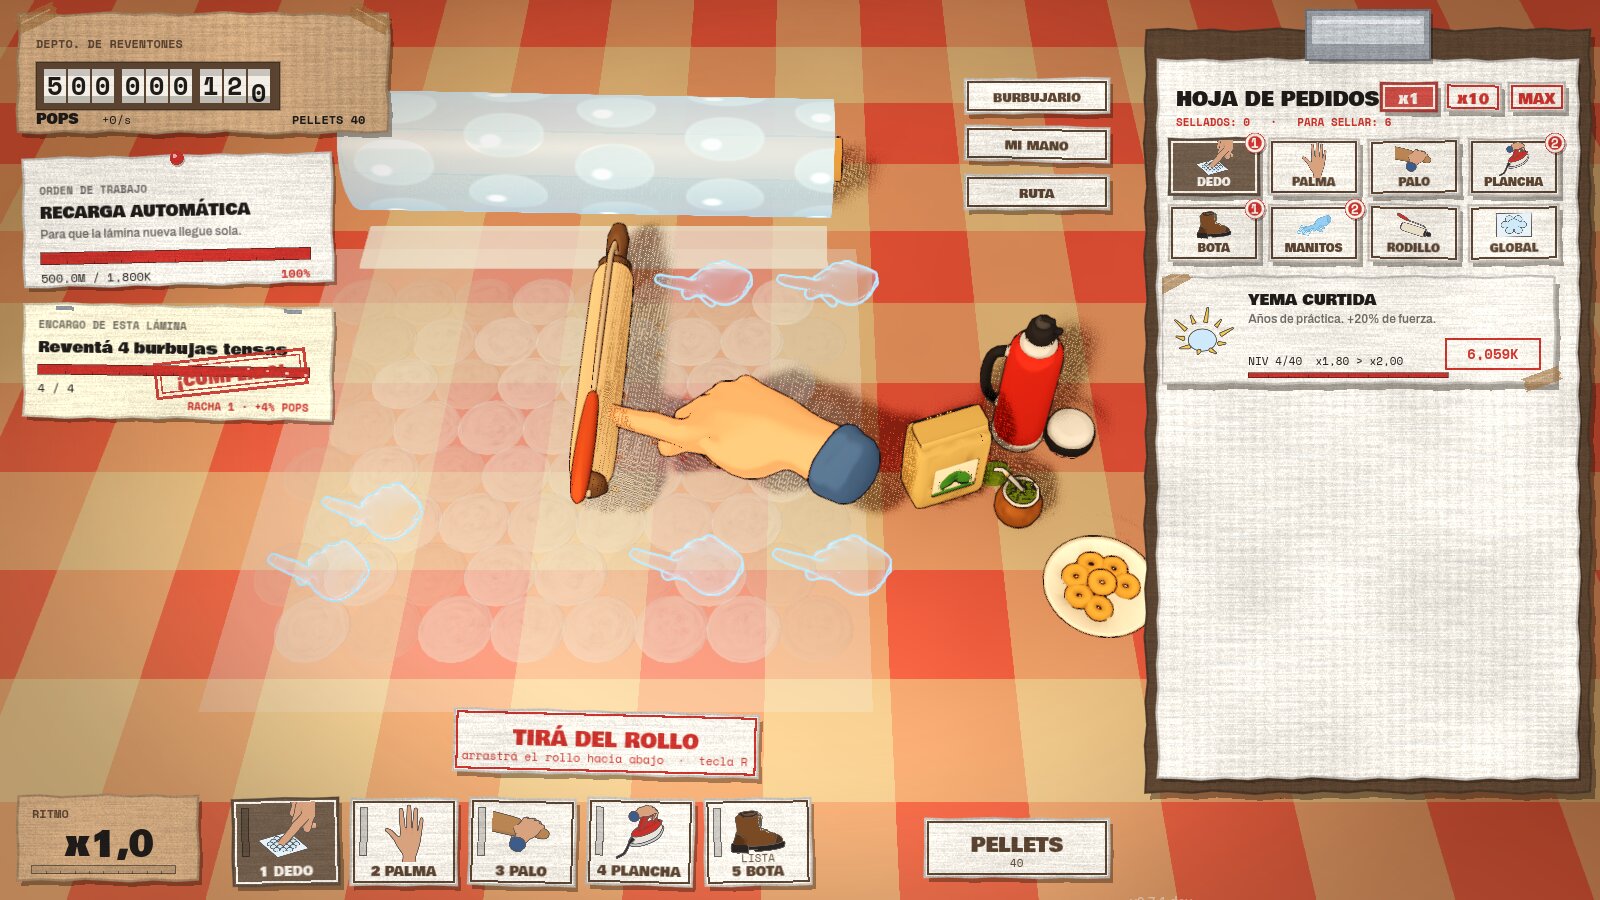 DEPTO. DE REVENTONES
500 000 120
POPS +0/s PELLETS 40
ORDEN DE TRABAJO
RECARGA AUTOMÁTICA
Para que la lámina nueva llegue sola.
500.0M / 1.800K 100%
ENCARGO DE ESTA LÁMINA
Reventá 4 burbujas tensas
4 / 4
RACHA 1 · +4% POPS
BURBUJARIO
MI MANO
RUTA
HOJA DE PEDIDOS x1 x10 MAX
SELLADOS: 0 · PARA SELLAR: 6
1 2
DEDO PALMA PALO PLANCHA
1 2
BOTA MANITOS RODILLO GLOBAL
YEMA CURTIDA
Años de práctica. +20% de fuerza.
NIV 4/40 x1,80 > x2,00 6.059K
TIRÁ DEL ROLLO
arrastrá el rollo hacia abajo · tecla R
RITMO
x1,0
1 DEDO 2 PALMA 3 PALO 4 PLANCHA
LISTA
5 BOTA
PELLETS
40